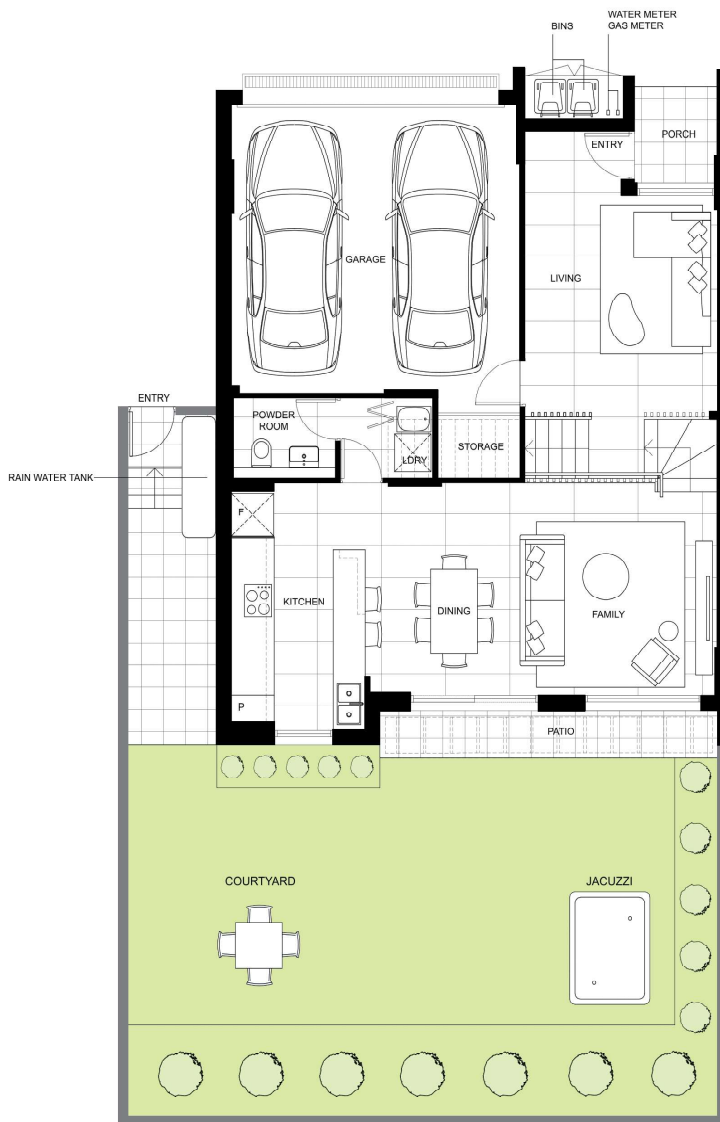 WATER METER
GAS METER
BINS
PORCH
ENTRY
GARAGE
LIVING
ENTRY
POWDER
ROOM
STORAGE
LDRY
RAIN WATER TANK
F
KITCHEN
DINING
FAMILY
P
PATIO
COURTYARD
JACUZZI